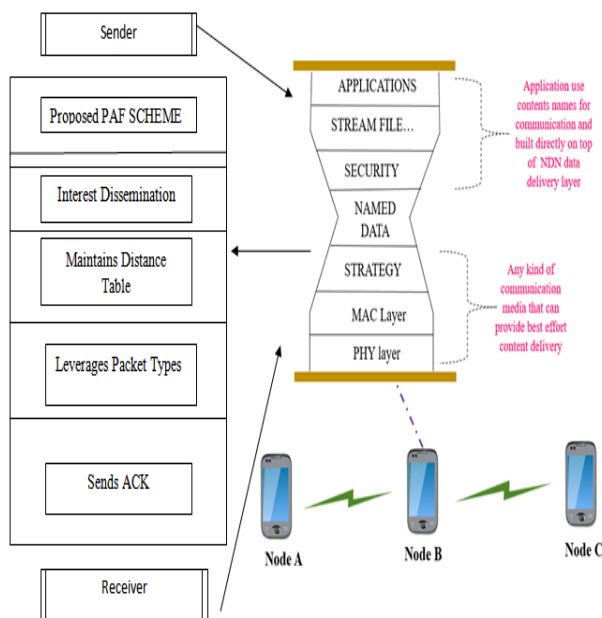 Sender
Proposed PAF SCHEME
Interest Dissemination
Maintains Distance
Table
Leverages Packet Types
Sends ACK
Receiver
APPLICATIONS
STREAM FILE...
SECURITY
NAMED
DATA
STRATEGY
MAC Layer
PHY layer
Application use
contents names for
communication and
built directly on top
of NDN data
delivery layer
Any kind of
communication
media that can
provide best effort
content delivery
Node A
Node B
Node C